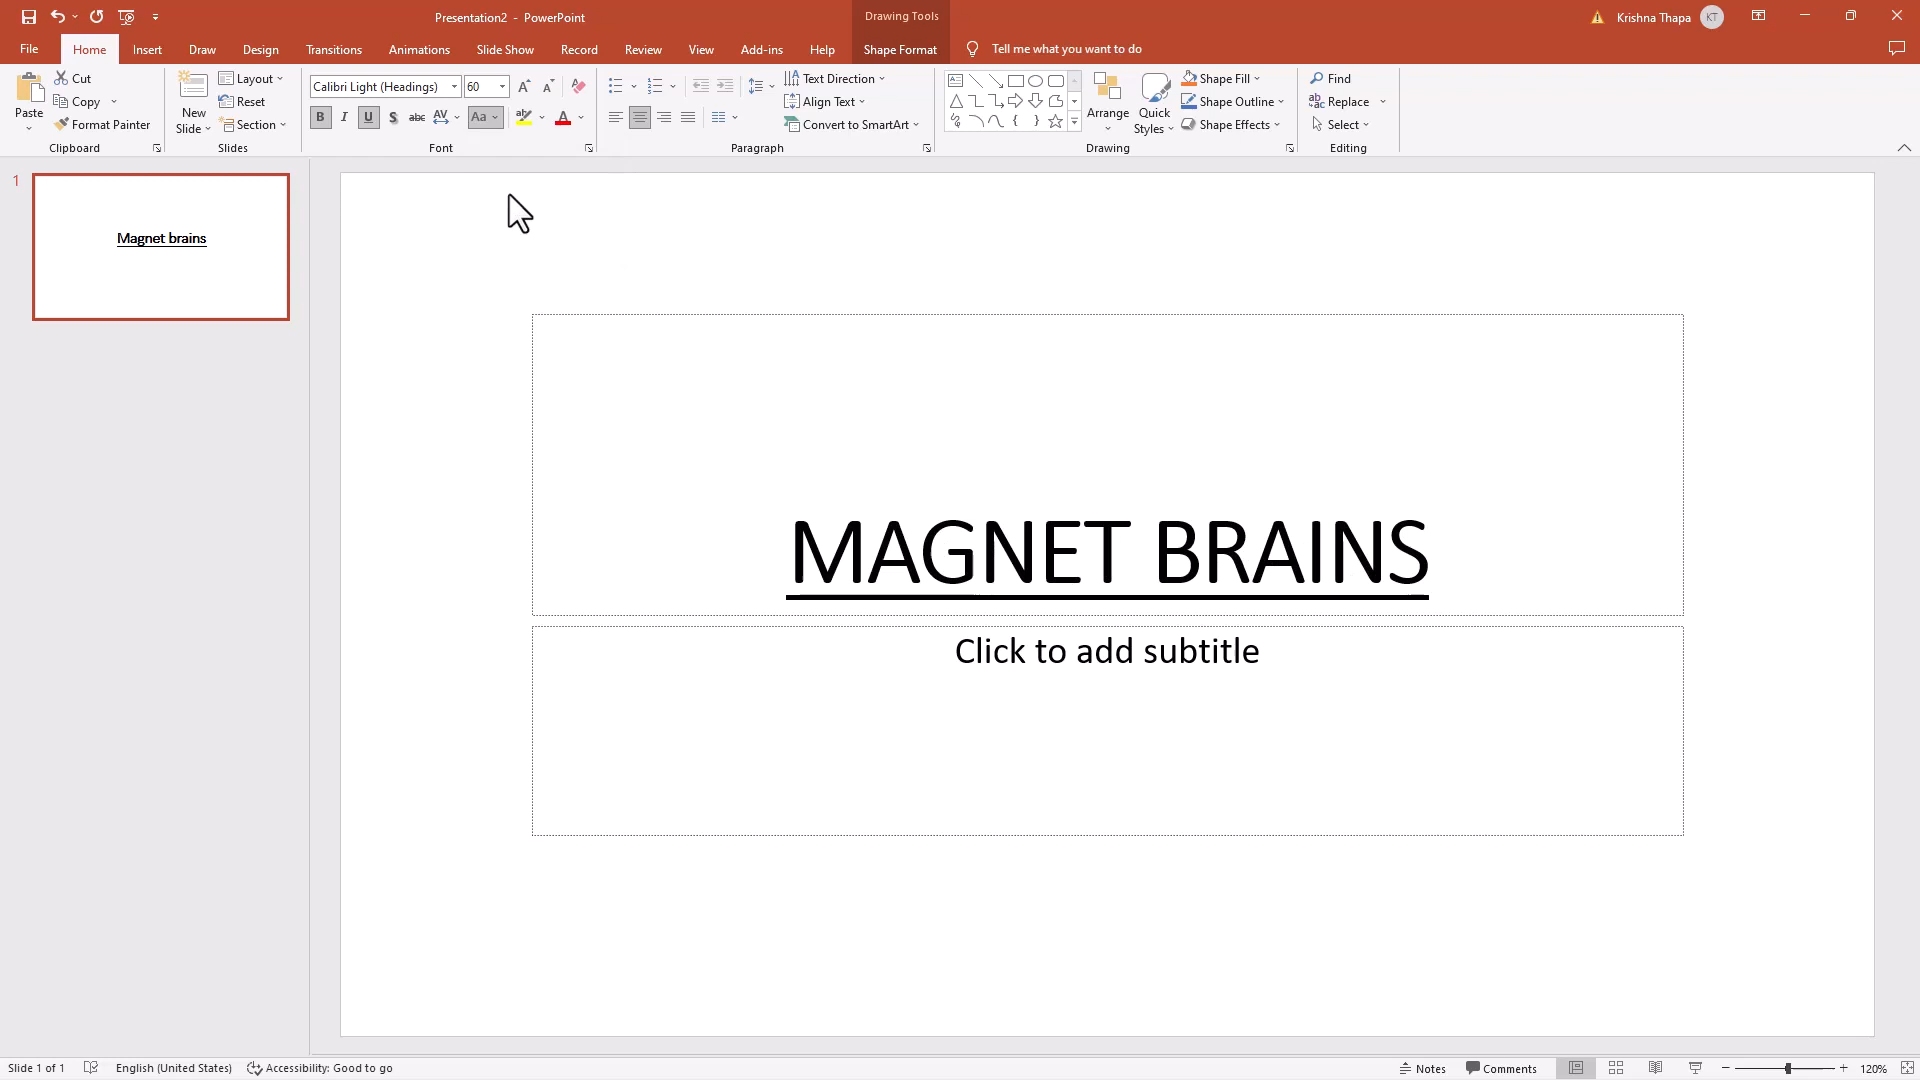 Presentation2 - PowerPoint
Drawing Tools
Krishna Thapa
KT
File
Home
Insert
Draw
Design
Transitions
Animations
Slide Show
Record
Review
View
Add-ins
Help
Shape Format
Tell me what you want to do
Paste
Cut
Copy
Format Painter
Clipboard
New Slide
Layout
Reset
Section
Slides
Calibri Light (Headings)
60
B I U S abc AV Aa
Font
Text Direction
Align Text
Convert to SmartArt
Paragraph
Arrange
Quick Styles
Shape Fill
Shape Outline
Shape Effects
Drawing
Find
Replace
Select
Editing
1
Magnet brains
MAGNET BRAINS
Click to add subtitle
Slide 1 of 1
English (United States)
Accessibility: Good to go
Notes
Comments
120%